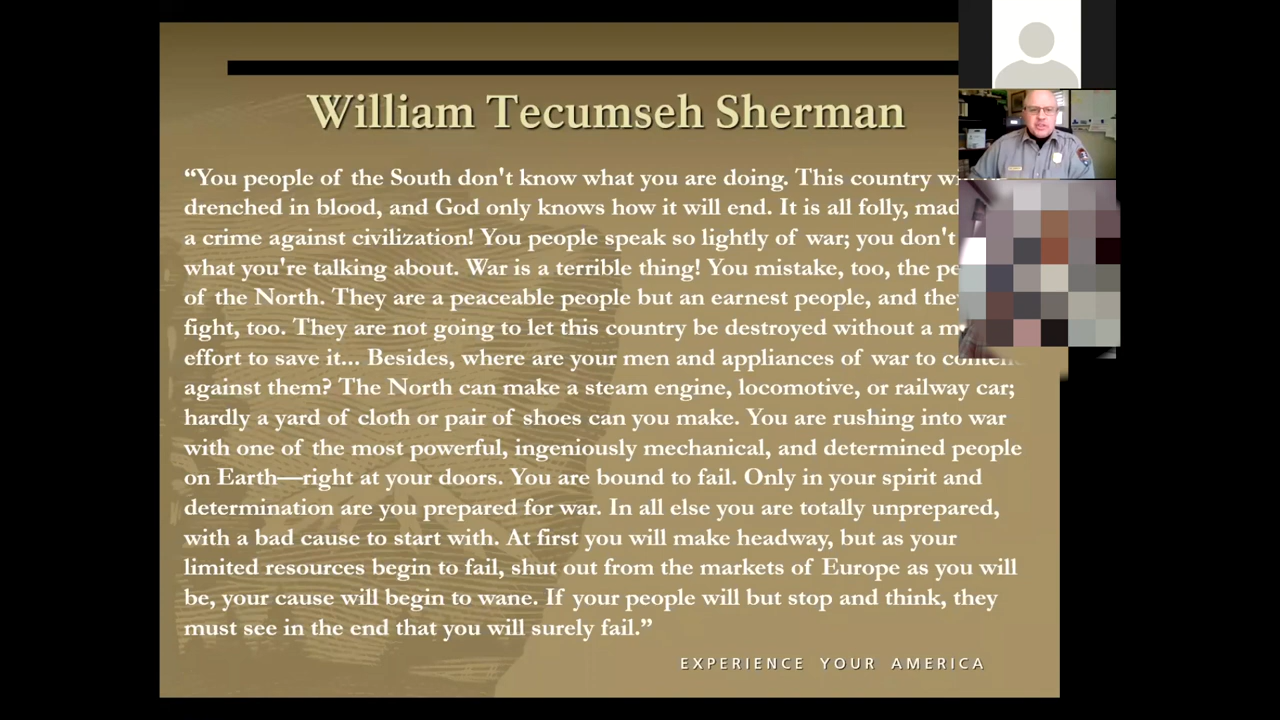 William Tecumseh Sherman
“You people of the South don't know what you are doing. This country
drenched in blood, and God only knows how it will end. It is all folly,
a crime against civilization! You people speak so lightly of war; you don't
what you're talking about. War is a terrible thing! You mistake, too, the
of the North. They are a peaceable people but an earnest people, and
fight, too. They are not going to let this country be destroyed without a
effort to save it... Besides, where are your men and appliances of war to
against them? The North can make a steam engine, locomotive, or railway car;
hardly a yard of cloth or pair of shoes can you make. You are rushing into war
with one of the most powerful, ingeniously mechanical, and determined people
on Earth—right at your doors. You are bound to fail. Only in your spirit and
determination are you prepared for war. In all else you are totally unprepared,
with a bad cause to start with. At first you will make headway, but as your
limited resources begin to fail, shut out from the markets of Europe as you will
be, your cause will begin to wane. If your people will but stop and think, they
must see in the end that you will surely fail.”
EXPERIENCE YOUR AMERICA